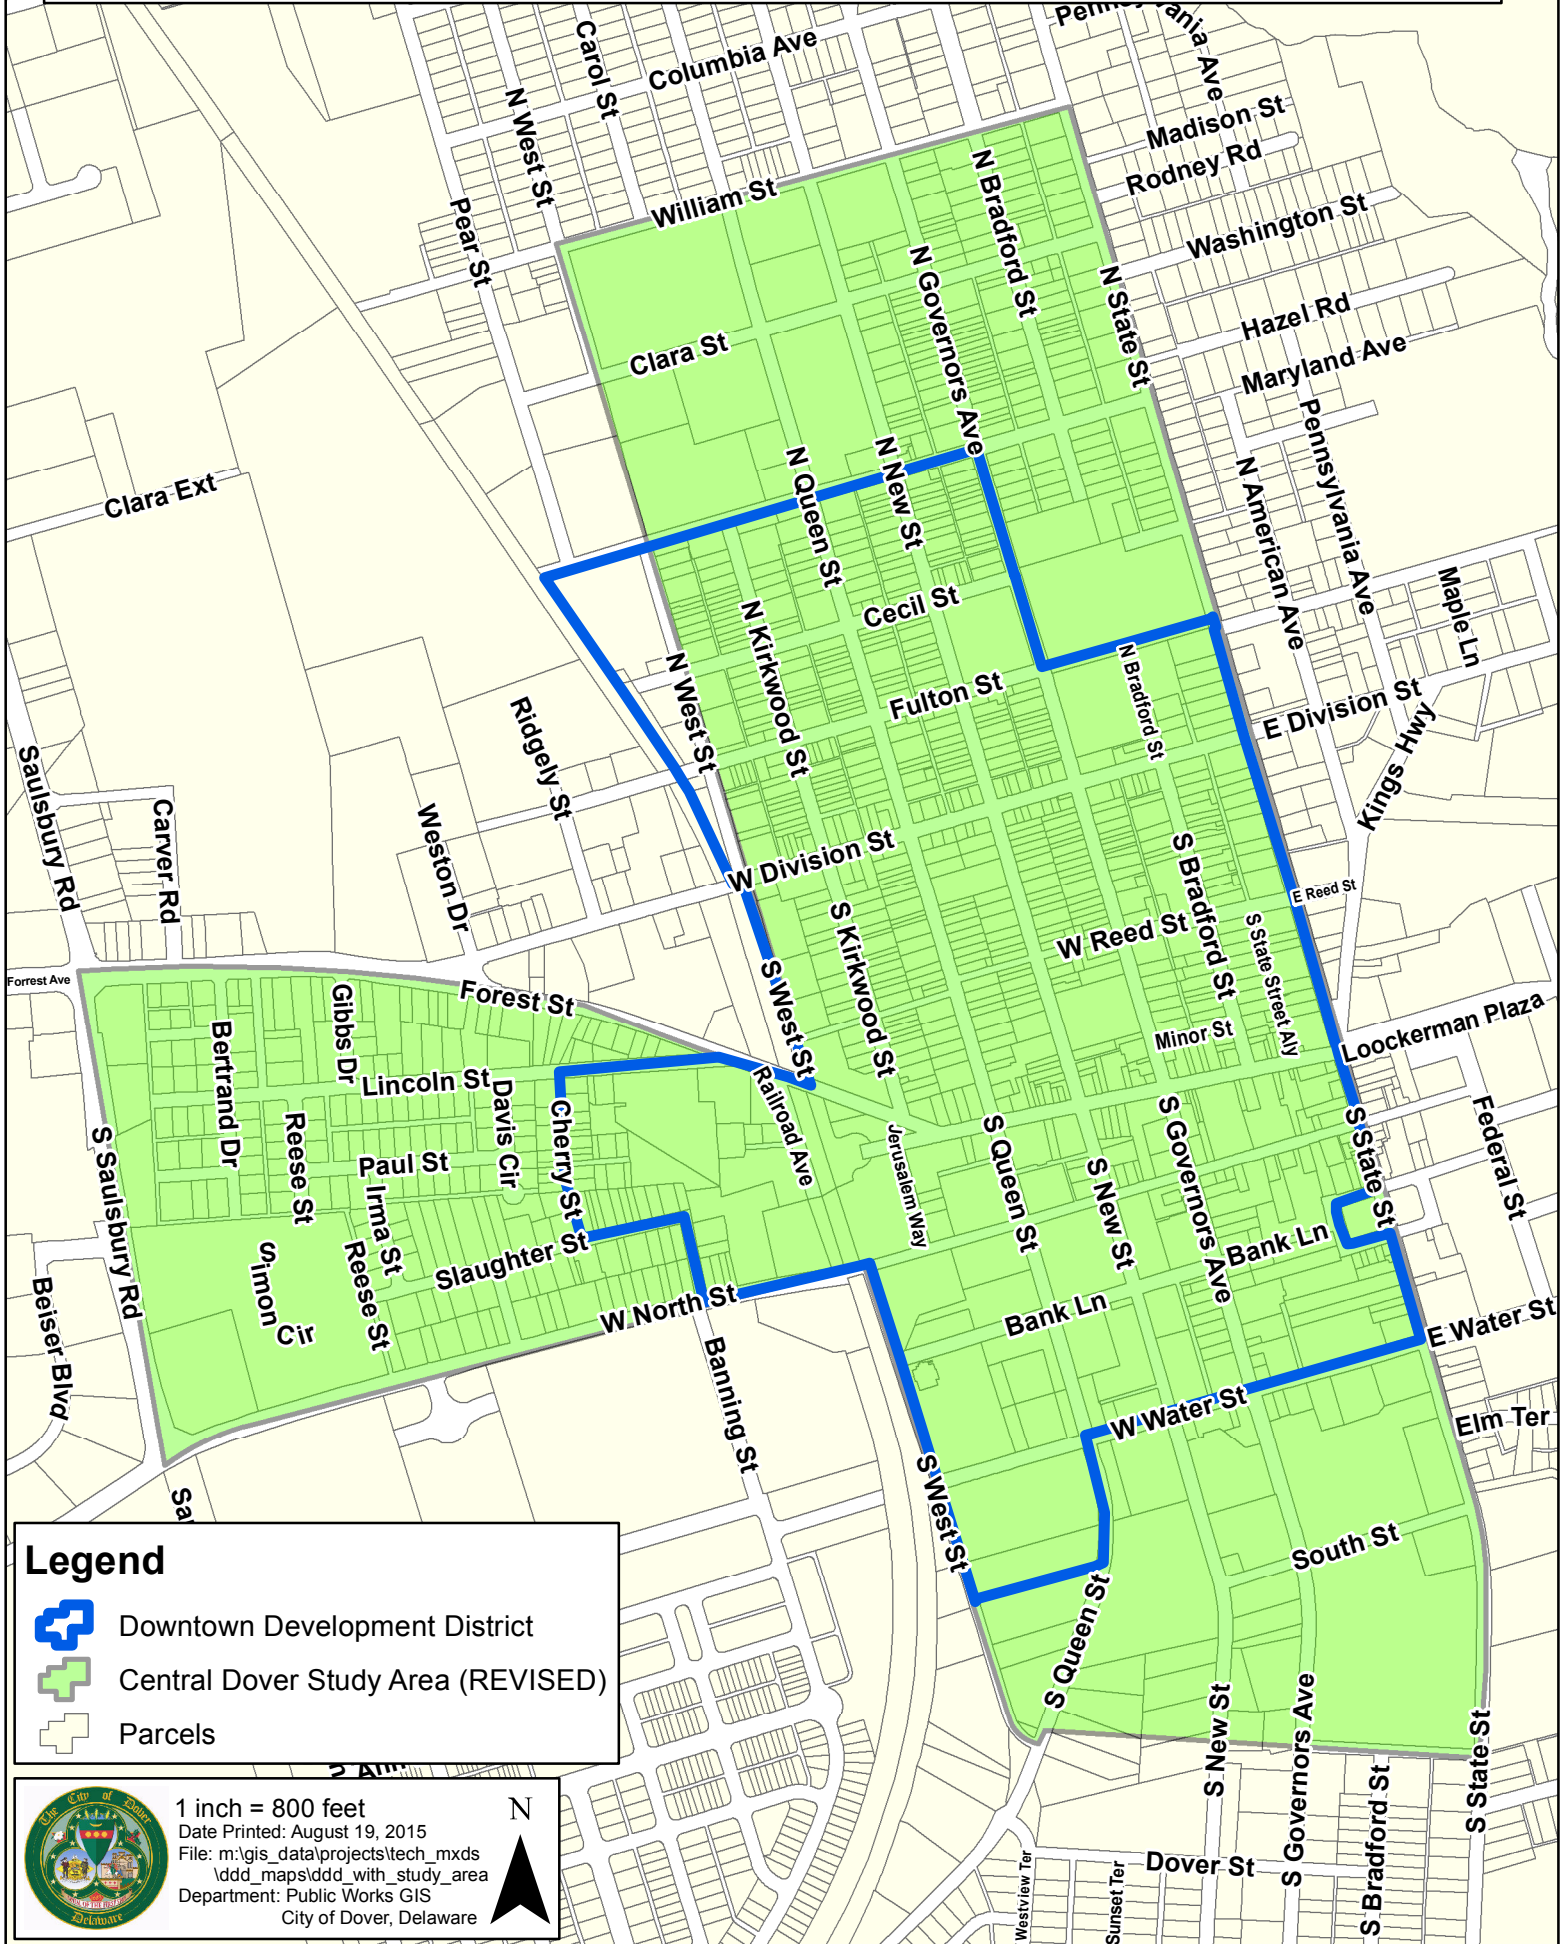 Pennsylvania Ave
Carol St
Columbia Ave
N West St
Madison St
Rodney Rd
N Bradford St
William St
Pear St
Washington St
N Governors Ave
N State St
Hazel Rd
Clara St
Maryland Ave
Pennsylvania Ave
N Queen St
N New St
N American Ave
Clara Ext
Maple Ln
Cecil St
N Kirkwood St
N West St
N Bradford St
Fulton St
E Division St
Ridgely St
Kings Hwy
Saulsbury Rd
Carver Rd
Weston Dr
W Division St
S Bradford St
E Reed St
S Kirkwood St
W Reed St
S State Street Aly
S West St
Forrest Ave
Forest St
Gibbs Dr
Bertrand Dr
Minor St
Loockerman Plaza
Lincoln St
Davis Cir
Railroad Ave
Cherry St
Reese St
S Saulsbury Rd
Paul St
Irma St
Jerusalem Way
S Queen St
S New St
S Governors Ave
S State St
Federal St
Slaughter St
Simon Cir
Reese St
Bank Ln
Bank Ln
W North St
Beiser Blvd
E Water St
Banning St
W Water St
Elm Ter
S West St
South St
S Queen St
S New St
S Governors Ave
S State St
S Bradford St
Dover St
Westview Ter
Sunset Ter
Legend
Downtown Development District
Central Dover Study Area (REVISED)
Parcels
The City of Dover
Delaware
1 inch = 800 feet
N
Date Printed: August 19, 2015
File: m:\gis_data\projects\tech_mxds
\ddd_maps\ddd_with_study_area
Department: Public Works GIS
City of Dover, Delaware